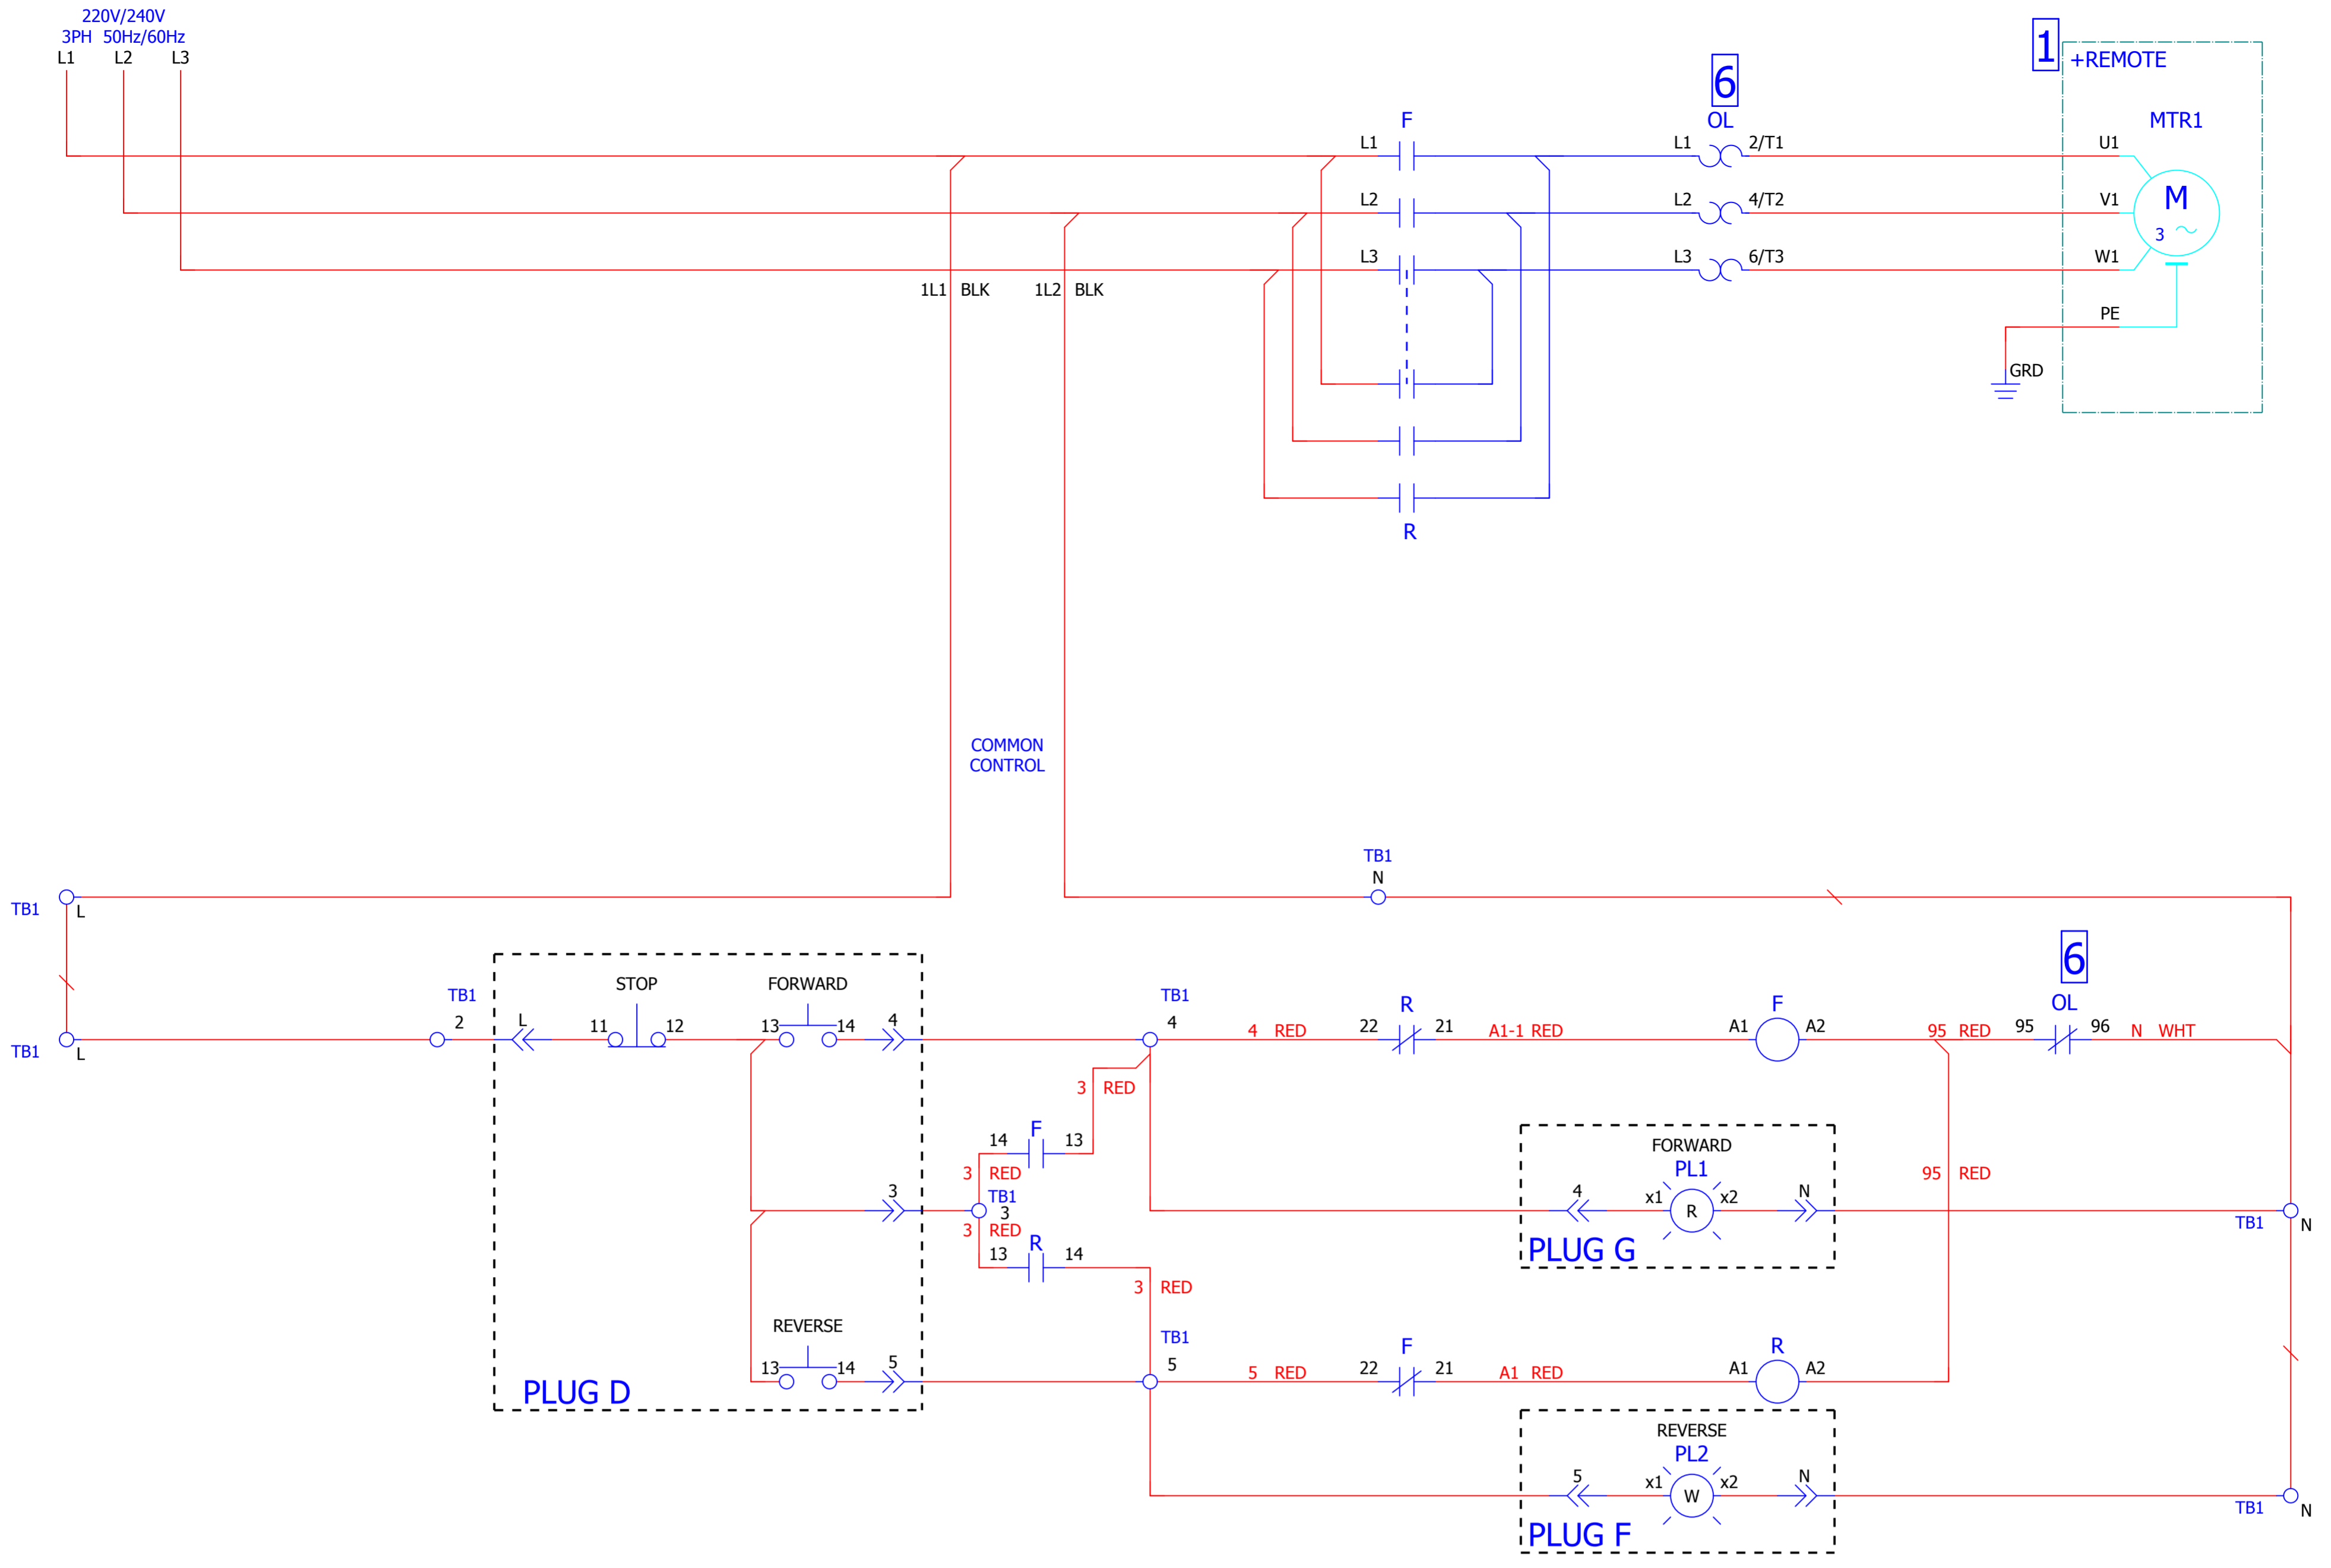 220V/240V
3PH 50Hz/60Hz
L1 L2 L3
1
+REMOTE
6
F
OL
MTR1
L1
L1 2/T1
U1
L2
L2 4/T2
V1
M
3
L3
L3 6/T3
W1
1L1 BLK
1L2 BLK
PE
GRD
R
COMMON
CONTROL
TB1
N
TB1
L
6
STOP
FORWARD
TB1
TB1
R
F
OL
2
L
11 12
13 14
4
4
4 RED
22 21
A1-1 RED
A1 A2
95 RED
95 96
N WHT
TB1
L
3 RED
F
14 13
FORWARD
PL1
3 RED
95 RED
3
TB1
3
4
x1 x2
R
N
TB1
N
3 RED
R
13 14
PLUG G
3 RED
REVERSE
TB1
F
R
13 14
5
5
5 RED
22 21
A1 RED
A1 A2
PLUG D
REVERSE
PL2
5
x1 x2
W
N
TB1
N
PLUG F